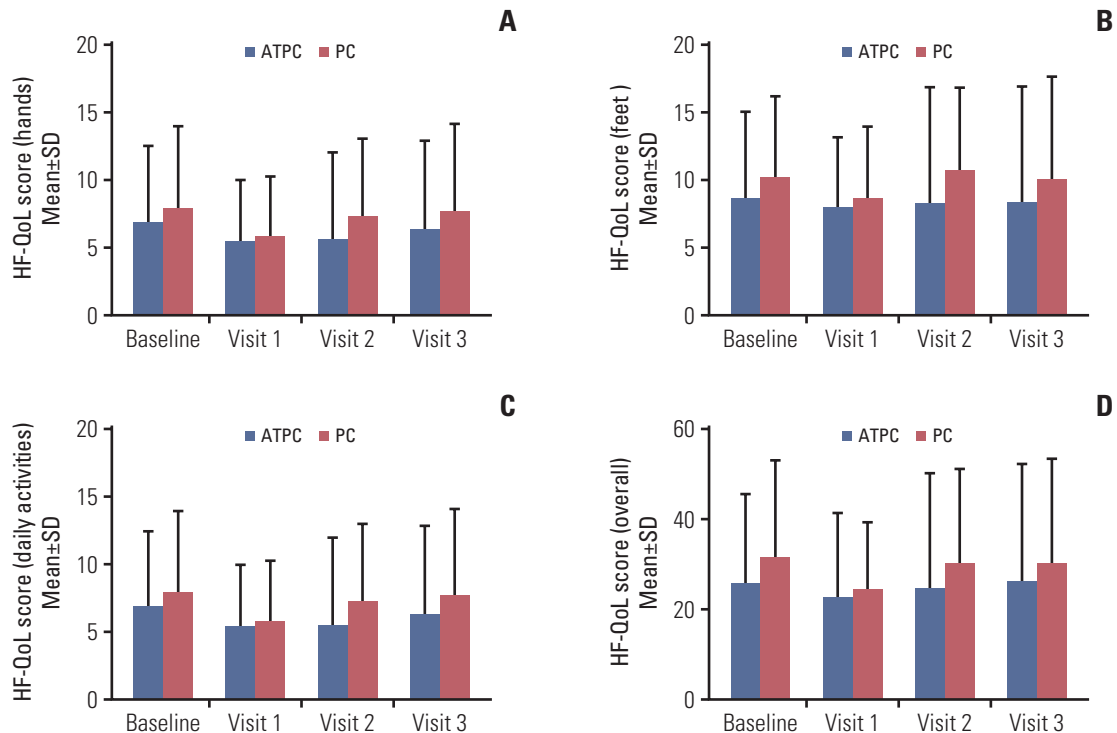 A
ATPC PC
HF-QoL score (hands)
Mean±SD
20
15
10
5
0
Baseline Visit 1 Visit 2 Visit 3
B
ATPC PC
HF-QoL score (feet )
Mean±SD
20
15
10
5
0
Baseline Visit 1 Visit 2 Visit 3
C
ATPC PC
HF-QoL score (daily activities)
Mean±SD
20
15
10
5
0
Baseline Visit 1 Visit 2 Visit 3
D
ATPC PC
HF-QoL score (overall)
Mean±SD
60
40
20
0
Baseline Visit 1 Visit 2 Visit 3